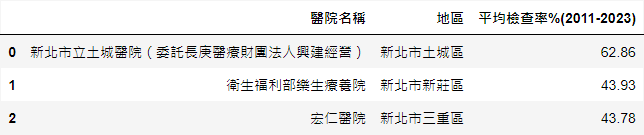 醫院名稱 地區 平均檢查率%(2011-2023)
0 新北市立土城醫院（委託長庚醫療財團法人興建經營） 新北市土城區 62.86
1 衛生福利部樂生療養院 新北市新莊區 43.93
2 宏仁醫院 新北市三重區 43.78